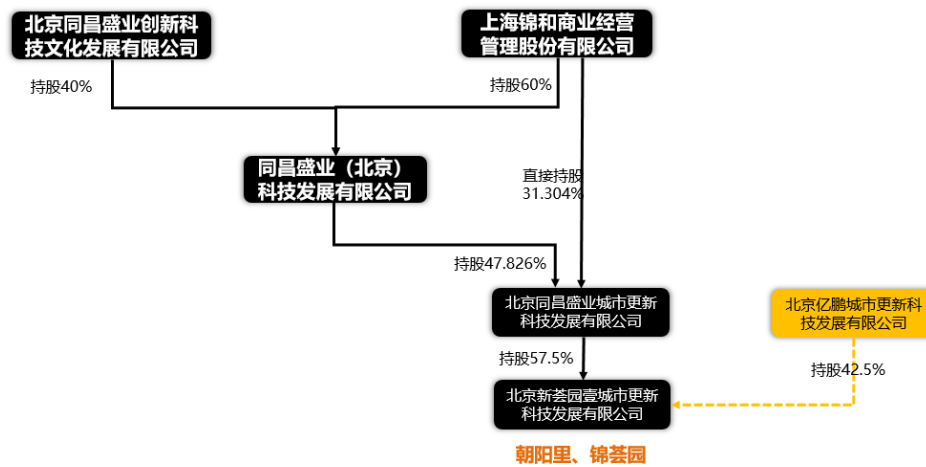 北京同昌盛业创新科
技文化发展有限公司
上海锦和商业经营
管理股份有限公司
持股40%
持股60%
同昌盛业（北京）
科技发展有限公司
直接持股
31.304%
持股47.826%
北京同昌盛业城市更新
科技发展有限公司
北京亿鹏城市更新科
技发展有限公司
持股57.5%
持股42.5%
北京新荟园壹城市更新
科技发展有限公司
朝阳里、锦荟园